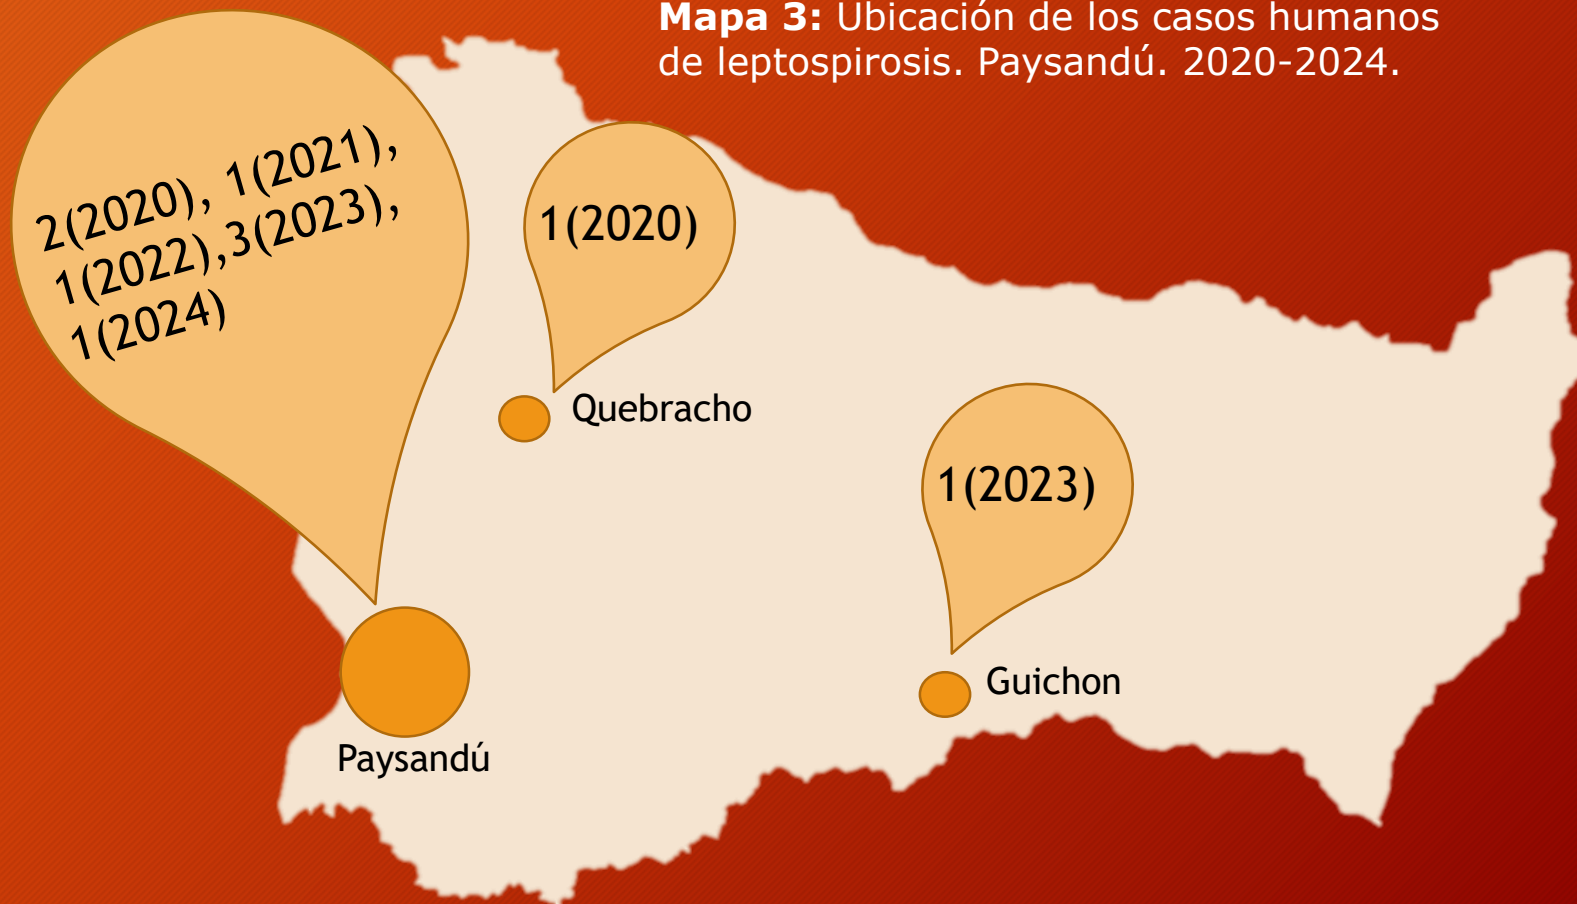 Mapa 3: Ubicación de los casos humanos
de leptospirosis. Paysandú. 2020-2024.
2(2020), 1(2021),
1(2022),3(2023),
1(2024)
1(2020)
Quebracho
1(2023)
Guichon
Paysandú